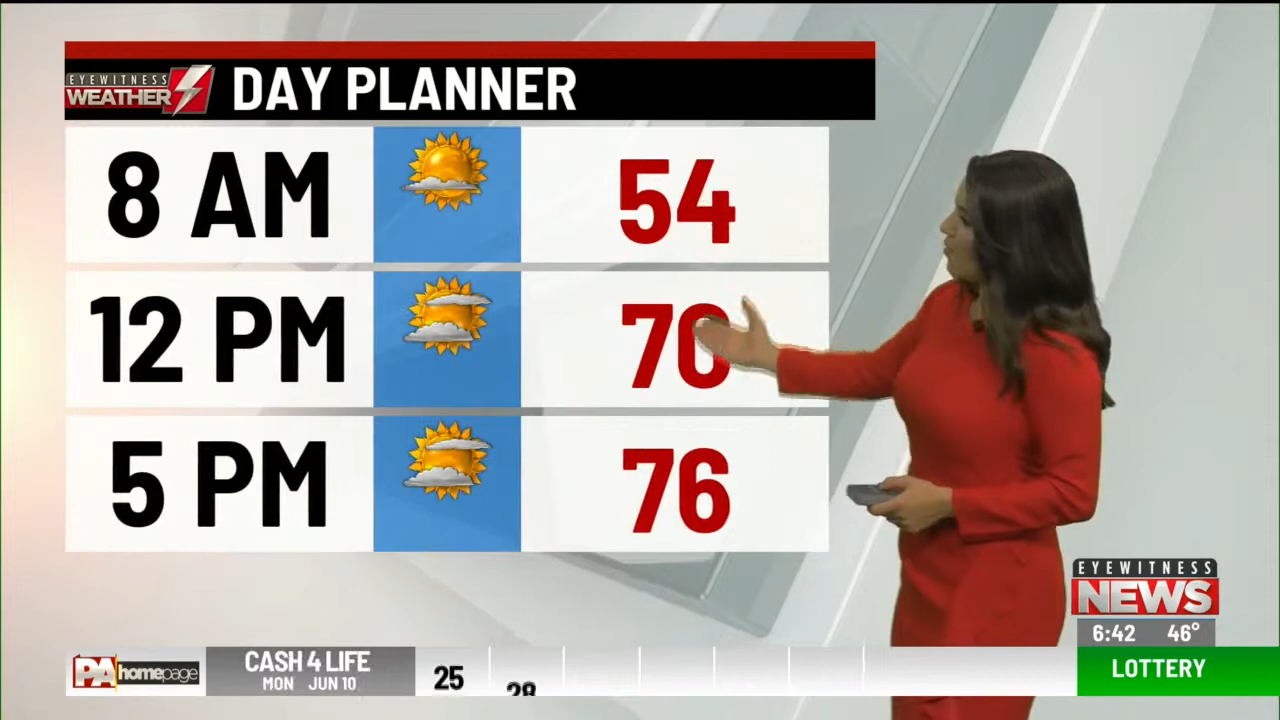 EYEWITNESS
WEATHER
DAY PLANNER
8 AM 54
12 PM 70
5 PM 76
EYEWITNESS
NEWS
6:42 46°
PA homepage
CASH 4 LIFE
MON JUN 10
25
28
LOTTERY